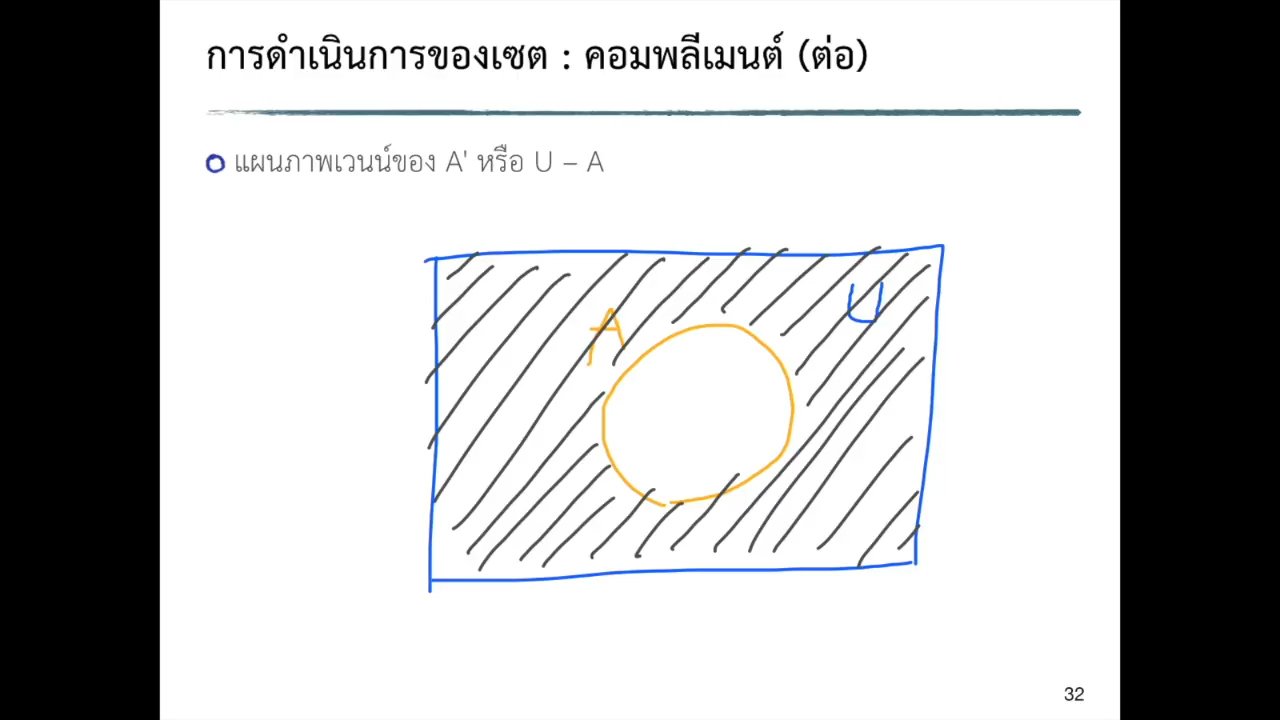 การดำเนินการของเซต : คอมพลีเมนต์ (ต่อ)
แผนภาพเวนน์ของ A' หรือ U – A
U
A
32